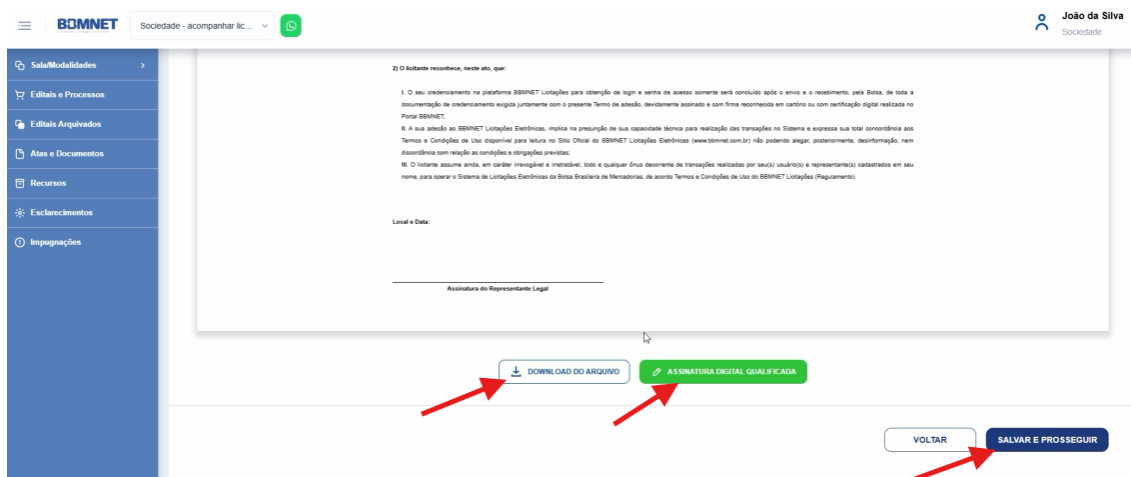 BBMNET
Sociedade - acompanhar lic...
João da Silva
Sociedade
Sala/Modalidades
Editais e Processos
Editais Arquivados
Atas e Documentos
Recursos
Esclarecimentos
Impugnações
2) O licitante reconhece, neste ato, que:
I. O seu credenciamento na plataforma BBMNET Licitações para obtenção de login e senha de acesso somente será concluído após o envio e o recebimento, pela Bolsa, de toda a
documentação de credenciamento exigida juntamente com o presente Termo de adesão, devidamente assinado e com firma reconhecida em cartório ou com certificação digital realizada no
Portal BBMNET;
II. A sua adesão ao BBMNET Licitações Eletrônicas, implica na presunção de sua capacidade técnica para realização das transações no Sistema e expressa sua total concordância aos
Termos e Condições de Uso disponível para leitura no Sítio Oficial do BBMNET Licitações Eletrônicas (www.bbmnet.com.br) não podendo alegar, posteriormente, desinformação, nem
discordância com relação as condições e obrigações previstas;
III. O licitante assume ainda, em caráter irrevogável e irretratável, todo e qualquer ônus decorrente de transações realizadas por seu(s) usuário(s) e representante(s) cadastrados em seu
nome, para operar o Sistema de Licitações Eletrônicas da Bolsa Brasileira de Mercadorias, de acordo Termos e Condições de Uso do BBMNET Licitações (Regulamento).
Local e Data:
Assinatura do Representante Legal
DOWNLOAD DO ARQUIVO
ASSINATURA DIGITAL QUALIFICADA
VOLTAR
SALVAR E PROSSEGUIR